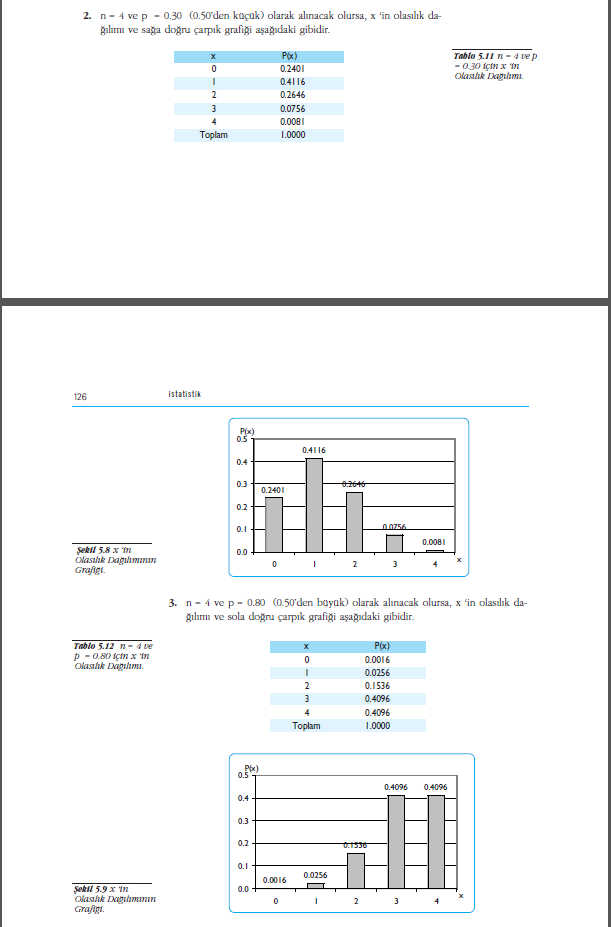 2. n = 4 ve p = 0.30 (0.50'den küçük) olarak alınacak olursa, x 'in olasılık da-
ğılımı ve sağa doğru çarpık grafiği aşağıdaki gibidir.
x P(x)
0 0.2401
1 0.4116
2 0.2646
3 0.0756
4 0.0081
Toplam 1.0000
Tablo 5.11 n = 4 ve p
= 0.30 için x 'in
Olasılık Dağılımı.
126 istatistik
P(x)
0.5
0.4
0.3
0.2
0.1
0.0
0.2401
0.4116
0.2646
0.0756
0.0081
0 1 2 3 4 x
Şekil 5.8 x 'in
Olasılık Dağılımının
Grafiği.
3. n = 4 ve p = 0.80 (0.50'den büyük) olarak alınacak olursa, x 'in olasılık da-
ğılımı ve sola doğru çarpık grafiği aşağıdaki gibidir.
Tablo 5.12 n = 4 ve
p = 0.80 için x 'in
Olasılık Dağılımı.
x P(x)
0 0.0016
1 0.0256
2 0.1536
3 0.4096
4 0.4096
Toplam 1.0000
P(x)
0.5
0.4
0.3
0.2
0.1
0.0
0.0016
0.0256
0.1536
0.4096
0.4096
0 1 2 3 4 x
Şekil 5.9 x 'in
Olasılık Dağılımının
Grafiği.